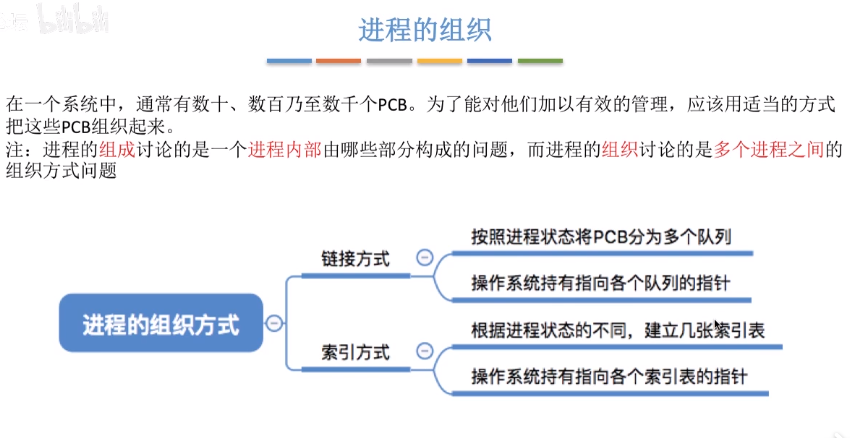 bilibili
进程的组织
在一个系统中，通常有数十、数百乃至数千个PCB。为了能对他们加以有效的管理，应该用适当的方式
把这些PCB组织起来。
注：进程的组成讨论的是一个进程内部由哪些部分构成的问题，而进程的组织讨论的是多个进程之间的
组织方式问题
按照进程状态将PCB分为多个队列
链接方式
操作系统持有指向各个队列的指针
进程的组织方式
根据进程状态的不同，建立几张索引表
索引方式
操作系统持有指向各个索引表的指针